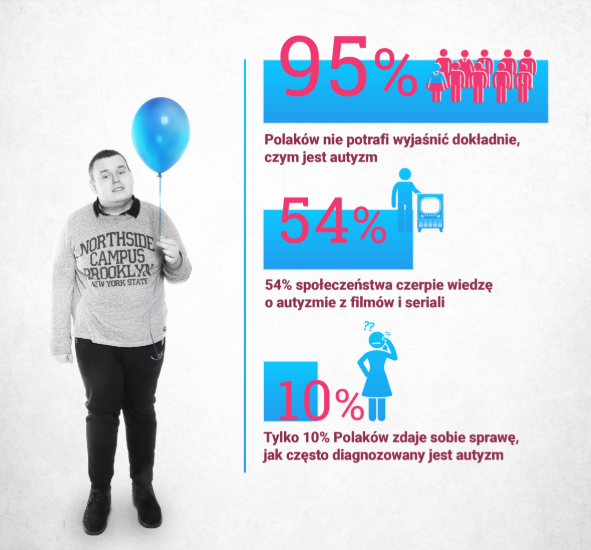 95%
Polaków nie potrafi wyjaśnić dokładnie,
czym jest autyzm
54%
54% społeczeństwa czerpie wiedzę
o autyzmie z filmów i seriali
??
10%
Tylko 10% Polaków zdaje sobie sprawę,
jak często diagnozowany jest autyzm
NORTHSIDE
CAMPUS
BROOKLYN
NEW YORK STATE